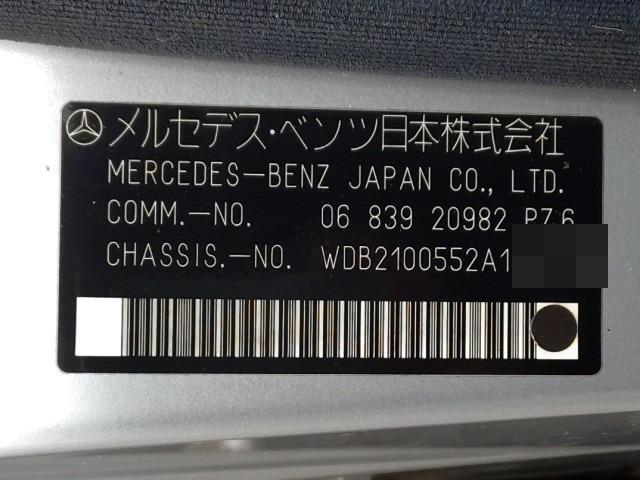 メルセデス・ベンツ日本株式会社
MERCEDES-BENZ JAPAN CO., LTD.
COMM.-NO. 06 839 20982 P7 6
CHASSIS.-NO. WDB2100552A1